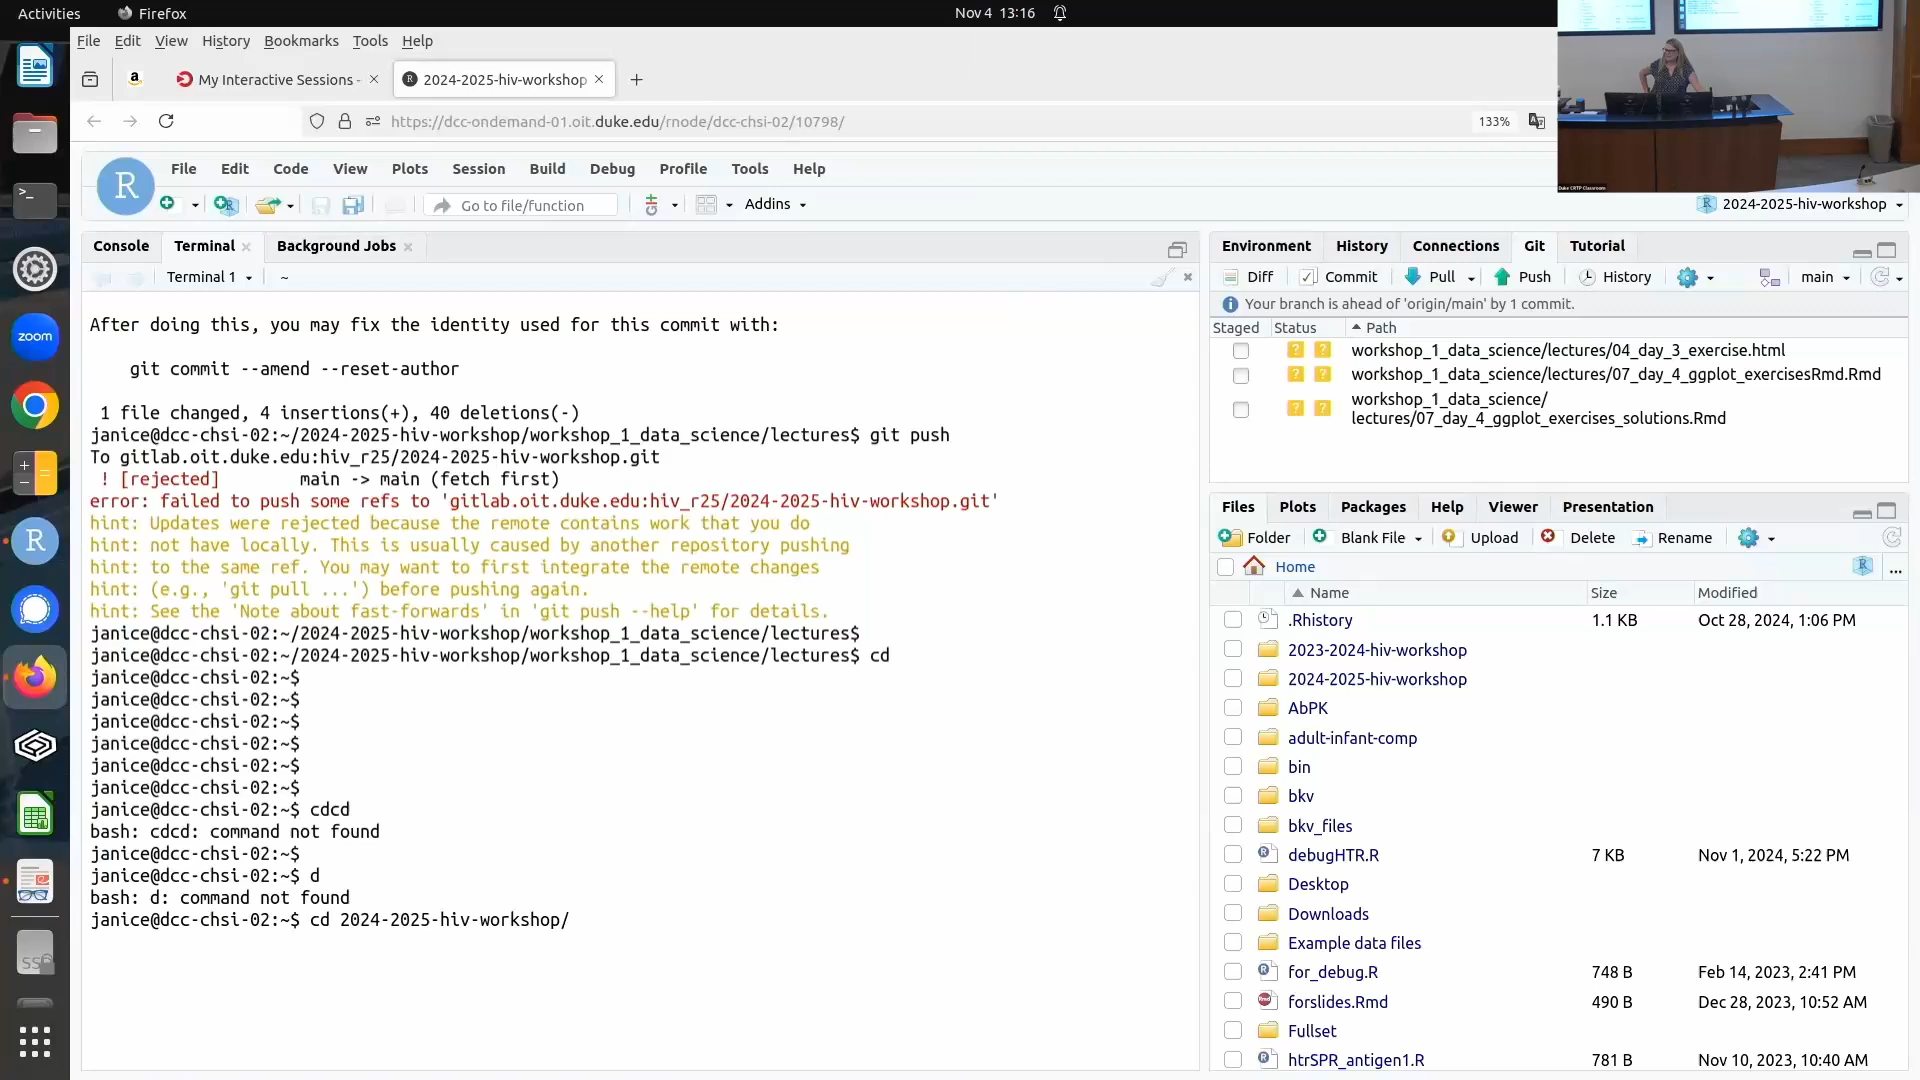 Activities
Firefox
Nov 4 13:16
File Edit View History Bookmarks Tools Help
My Interactive Sessions -
2024-2025-hiv-workshop
https://dcc-ondemand-01.oit.duke.edu/rnode/dcc-chsi-02/10798/
133%
File Edit Code View Plots Session Build Debug Profile Tools Help
Go to file/function
Addins
2024-2025-hiv-workshop
Console Terminal Background Jobs
Terminal 1 ~
After doing this, you may fix the identity used for this commit with:
git commit --amend --reset-author
1 file changed, 4 insertions(+), 40 deletions(-)
janice@dcc-chsi-02:~/2024-2025-hiv-workshop/workshop_1_data_science/lectures$ git push
To gitlab.oit.duke.edu:hiv_r25/2024-2025-hiv-workshop.git
! [rejected] main -> main (fetch first)
error: failed to push some refs to 'gitlab.oit.duke.edu:hiv_r25/2024-2025-hiv-workshop.git'
hint: Updates were rejected because the remote contains work that you do
hint: not have locally. This is usually caused by another repository pushing
hint: to the same ref. You may want to first integrate the remote changes
hint: (e.g., 'git pull ...') before pushing again.
hint: See the 'Note about fast-forwards' in 'git push --help' for details.
janice@dcc-chsi-02:~/2024-2025-hiv-workshop/workshop_1_data_science/lectures$
janice@dcc-chsi-02:~/2024-2025-hiv-workshop/workshop_1_data_science/lectures$ cd
janice@dcc-chsi-02:~$
janice@dcc-chsi-02:~$
janice@dcc-chsi-02:~$
janice@dcc-chsi-02:~$
janice@dcc-chsi-02:~$
janice@dcc-chsi-02:~$
janice@dcc-chsi-02:~$ cdcd
bash: cdcd: command not found
janice@dcc-chsi-02:~$
janice@dcc-chsi-02:~$ d
bash: d: command not found
janice@dcc-chsi-02:~$ cd 2024-2025-hiv-workshop/
Environment History Connections Git Tutorial
Diff Commit Pull Push History main
Your branch is ahead of 'origin/main' by 1 commit.
Staged Status Path
workshop_1_data_science/lectures/04_day_3_exercise.html
workshop_1_data_science/lectures/07_day_4_ggplot_exercisesRmd.Rmd
workshop_1_data_science/
lectures/07_day_4_ggplot_exercises_solutions.Rmd
Files Plots Packages Help Viewer Presentation
Folder Blank File Upload Delete Rename
Home
Name Size Modified
.Rhistory 1.1 KB Oct 28, 2024, 1:06 PM
2023-2024-hiv-workshop
2024-2025-hiv-workshop
AbPK
adult-infant-comp
bin
bkv
bkv_files
debugHTR.R 7 KB Nov 1, 2024, 5:22 PM
Desktop
Downloads
Example data files
for_debug.R 748 B Feb 14, 2023, 2:41 PM
forslides.Rmd 490 B Dec 28, 2023, 10:52 AM
Fullset
htrSPR_antigen1.R 781 B Nov 10, 2023, 10:40 AM
zoom
Duke CRTP Classroom